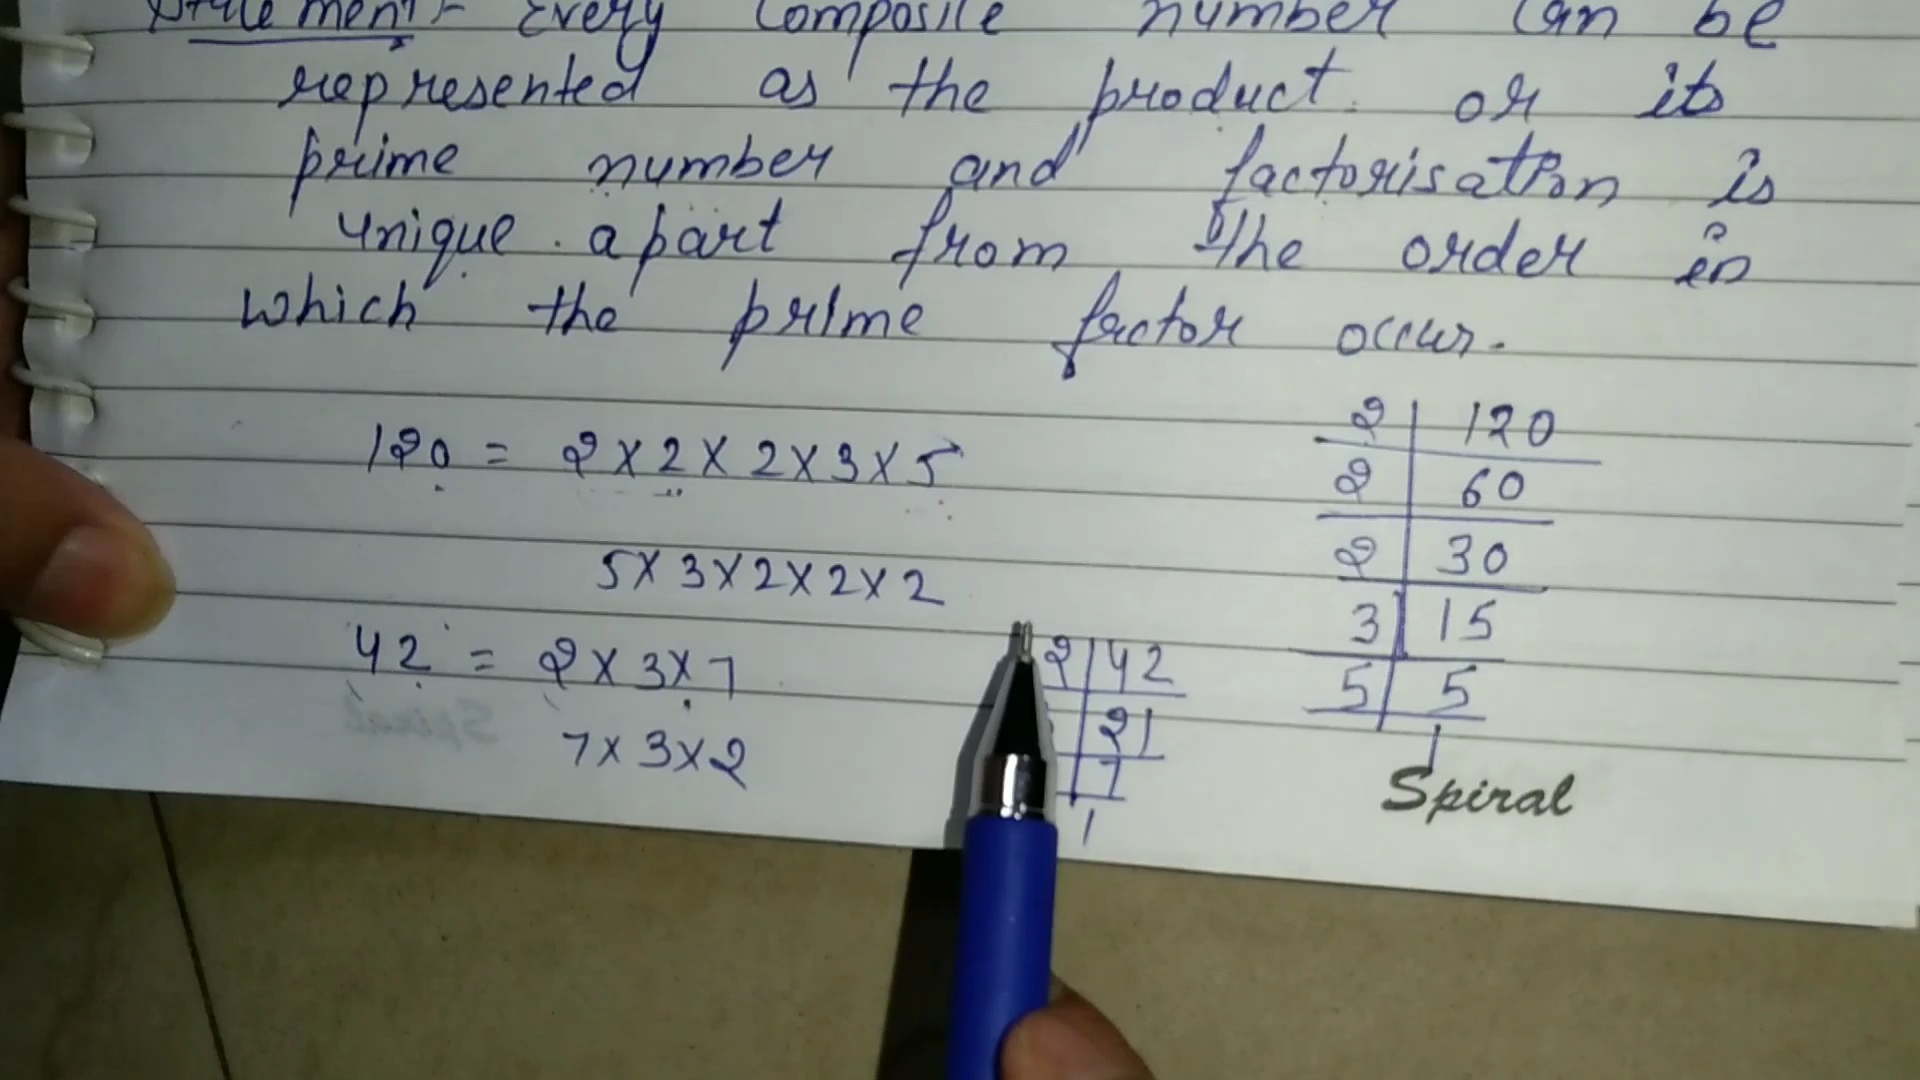 Statement:- Every composite number can be
represented as the product or its
prime number and factorisation is
unique. apart from the order in
which the prime factor occur.
120 = 2 X 2 X 2 X 3 X 5
5 X 3 X 2 X 2 X 2
42 = 2 X 3 X 7
7 X 3 X 2
2 | 120
2 | 60
2 | 30
3 | 15
5 | 5
1
2 | 42
| 21
| 7
1
Spiral